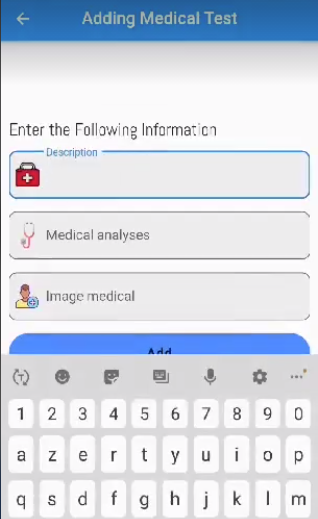 Adding Medical Test
Enter the Following Information
Description
Medical analyses
Image medical
Add
1 2 3 4 5 6 7 8 9 0
a z e r t y u i o p
q s d f g h j k l m